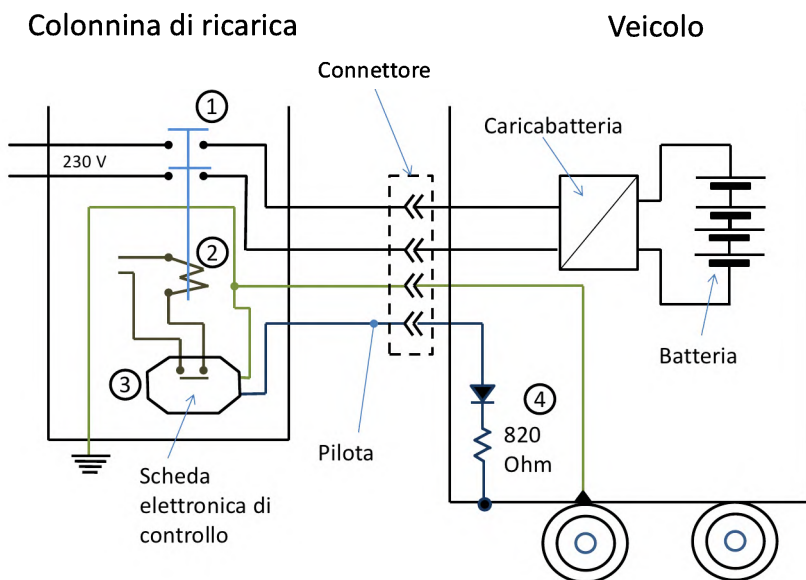 Colonnina di ricarica
Veicolo
Connettore
1
Caricabatteria
230 V
2
3
4
820
Ohm
Batteria
Pilota
Scheda
elettronica di
controllo